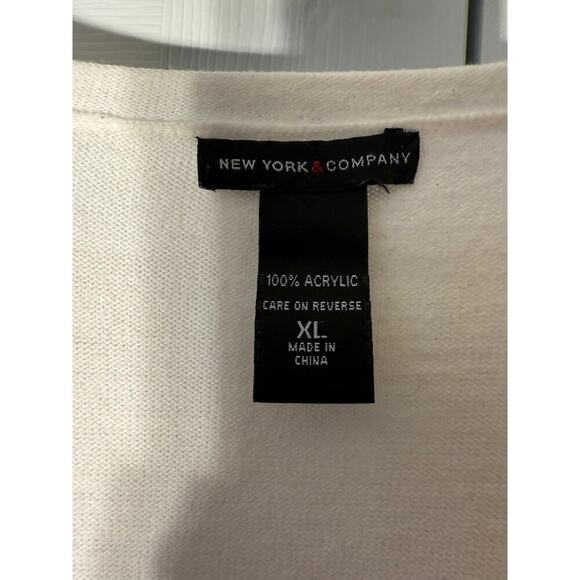 NEW YORK & COMPANY
100% ACRYLIC
CARE ON REVERSE
XL
MADE IN
CHINA